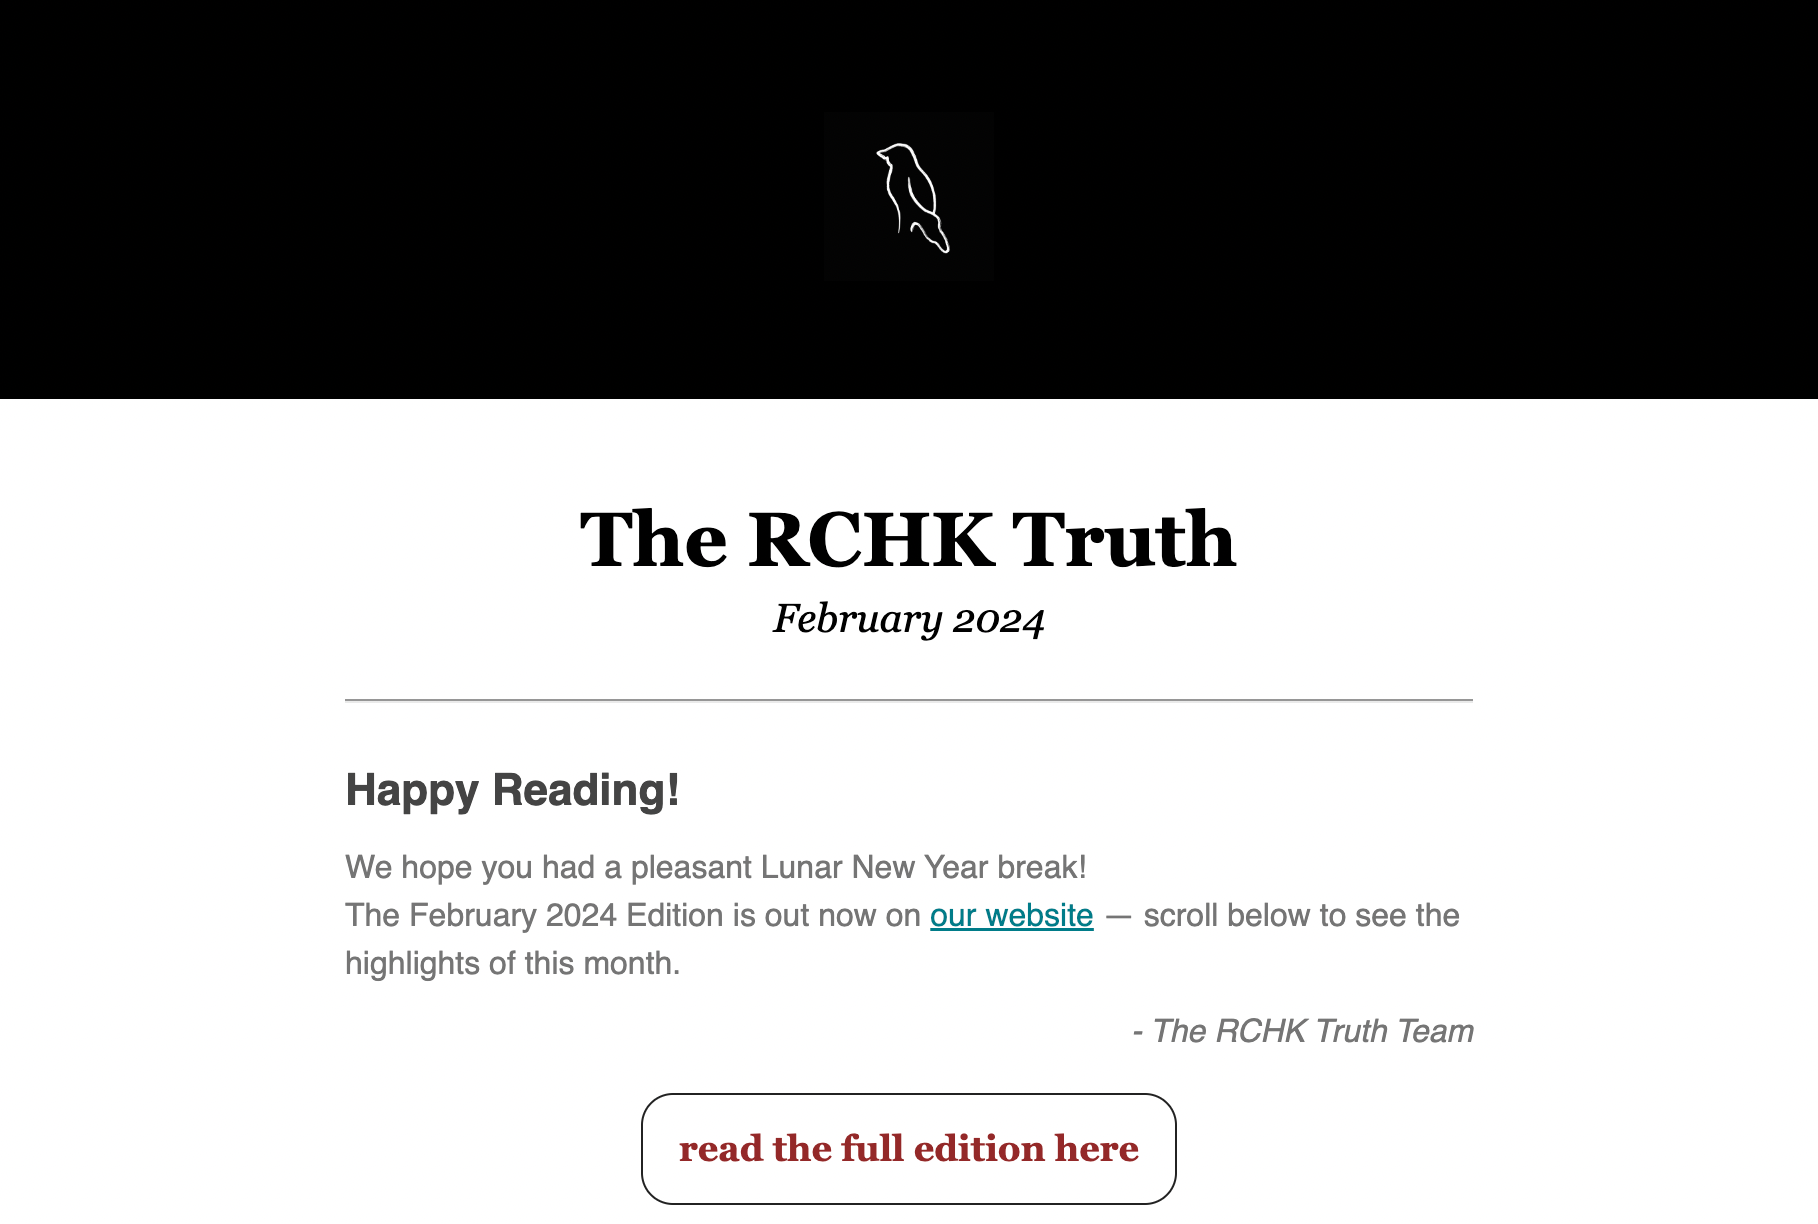 The RCHK Truth
February 2024
Happy Reading!
We hope you had a pleasant Lunar New Year break!
The February 2024 Edition is out now on our website — scroll below to see the
highlights of this month.
- The RCHK Truth Team
read the full edition here